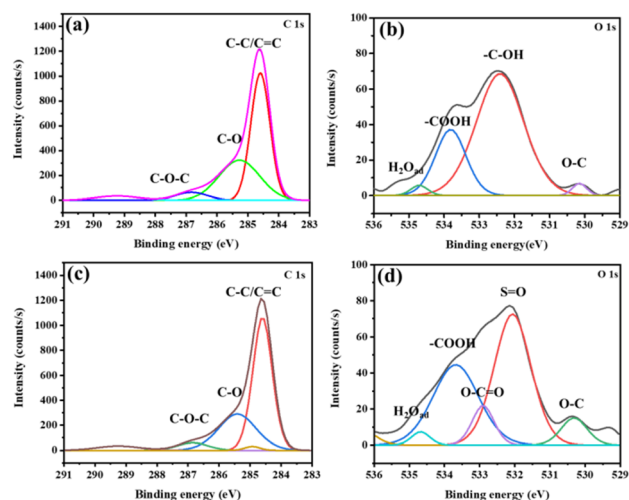 (a)
C 1s
C-C/C=C
C-O
C-O-C
Intensity (counts/s)
1400
1200
1000
800
600
400
200
0
291 290 289 288 287 286 285 284 283
Binding energy (eV)
(b)
O 1s
-C-OH
-COOH
H₂Oad
O-C
Intensity (counts/s)
100
80
60
40
20
0
536 535 534 533 532 531 530 529
Binding energy(eV)
(c)
C 1s
C-C/C=C
C-O
C-O-C
Intensity (counts/s)
1400
1200
1000
800
600
400
200
0
291 290 289 288 287 286 285 284 283
Binding energy (eV)
(d)
O 1s
S=O
-COOH
O-C=O
H₂Oad
O-C
Intensity (counts/s)
100
80
60
40
20
0
536 535 534 533 532 531 530 529
Binding energy (eV)